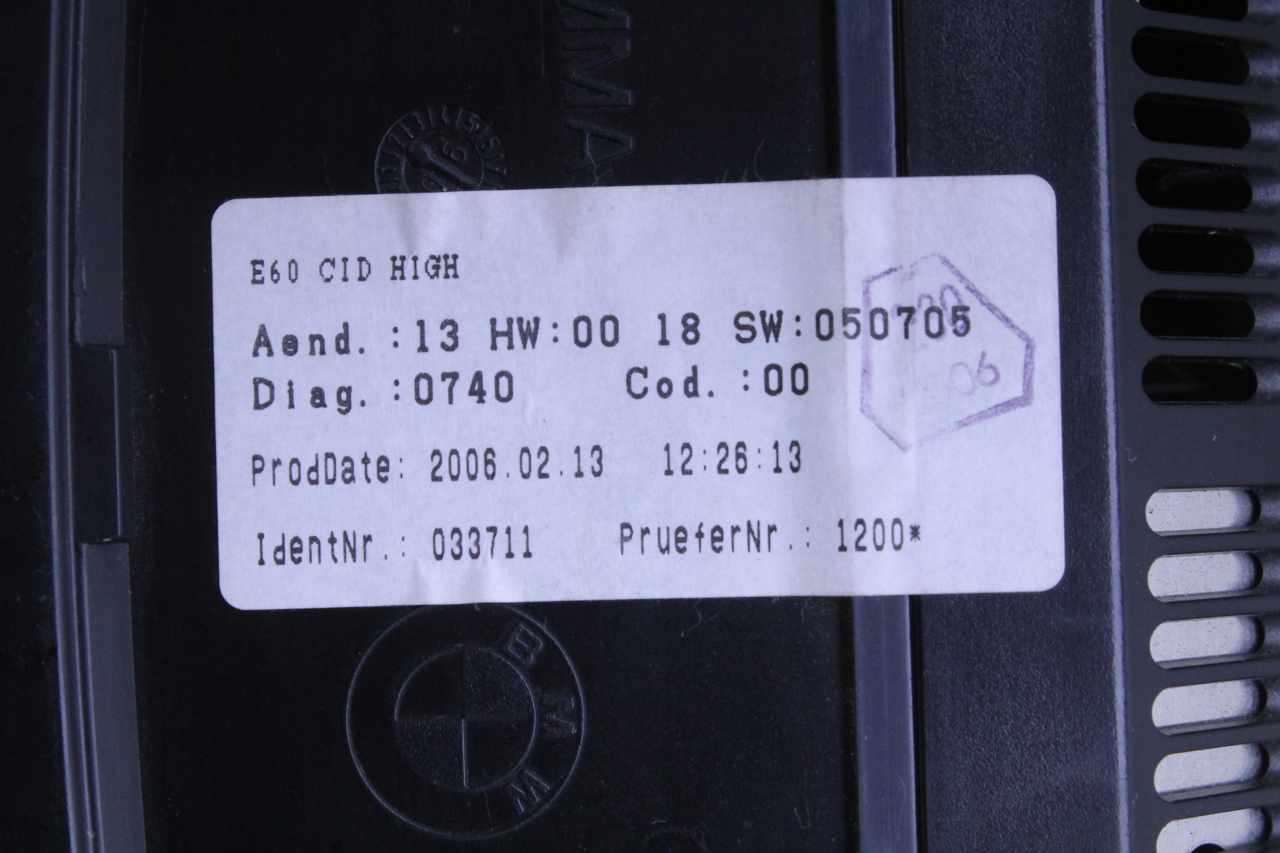 E60 CID HIGH
Aend. :13 HW:00 18 SW:050705
Diag. :0740 Cod. :00
ProdDate: 2006.02.13 12:26:13
IdentNr.: 033711 PrueferNr.: 1200*
BMW